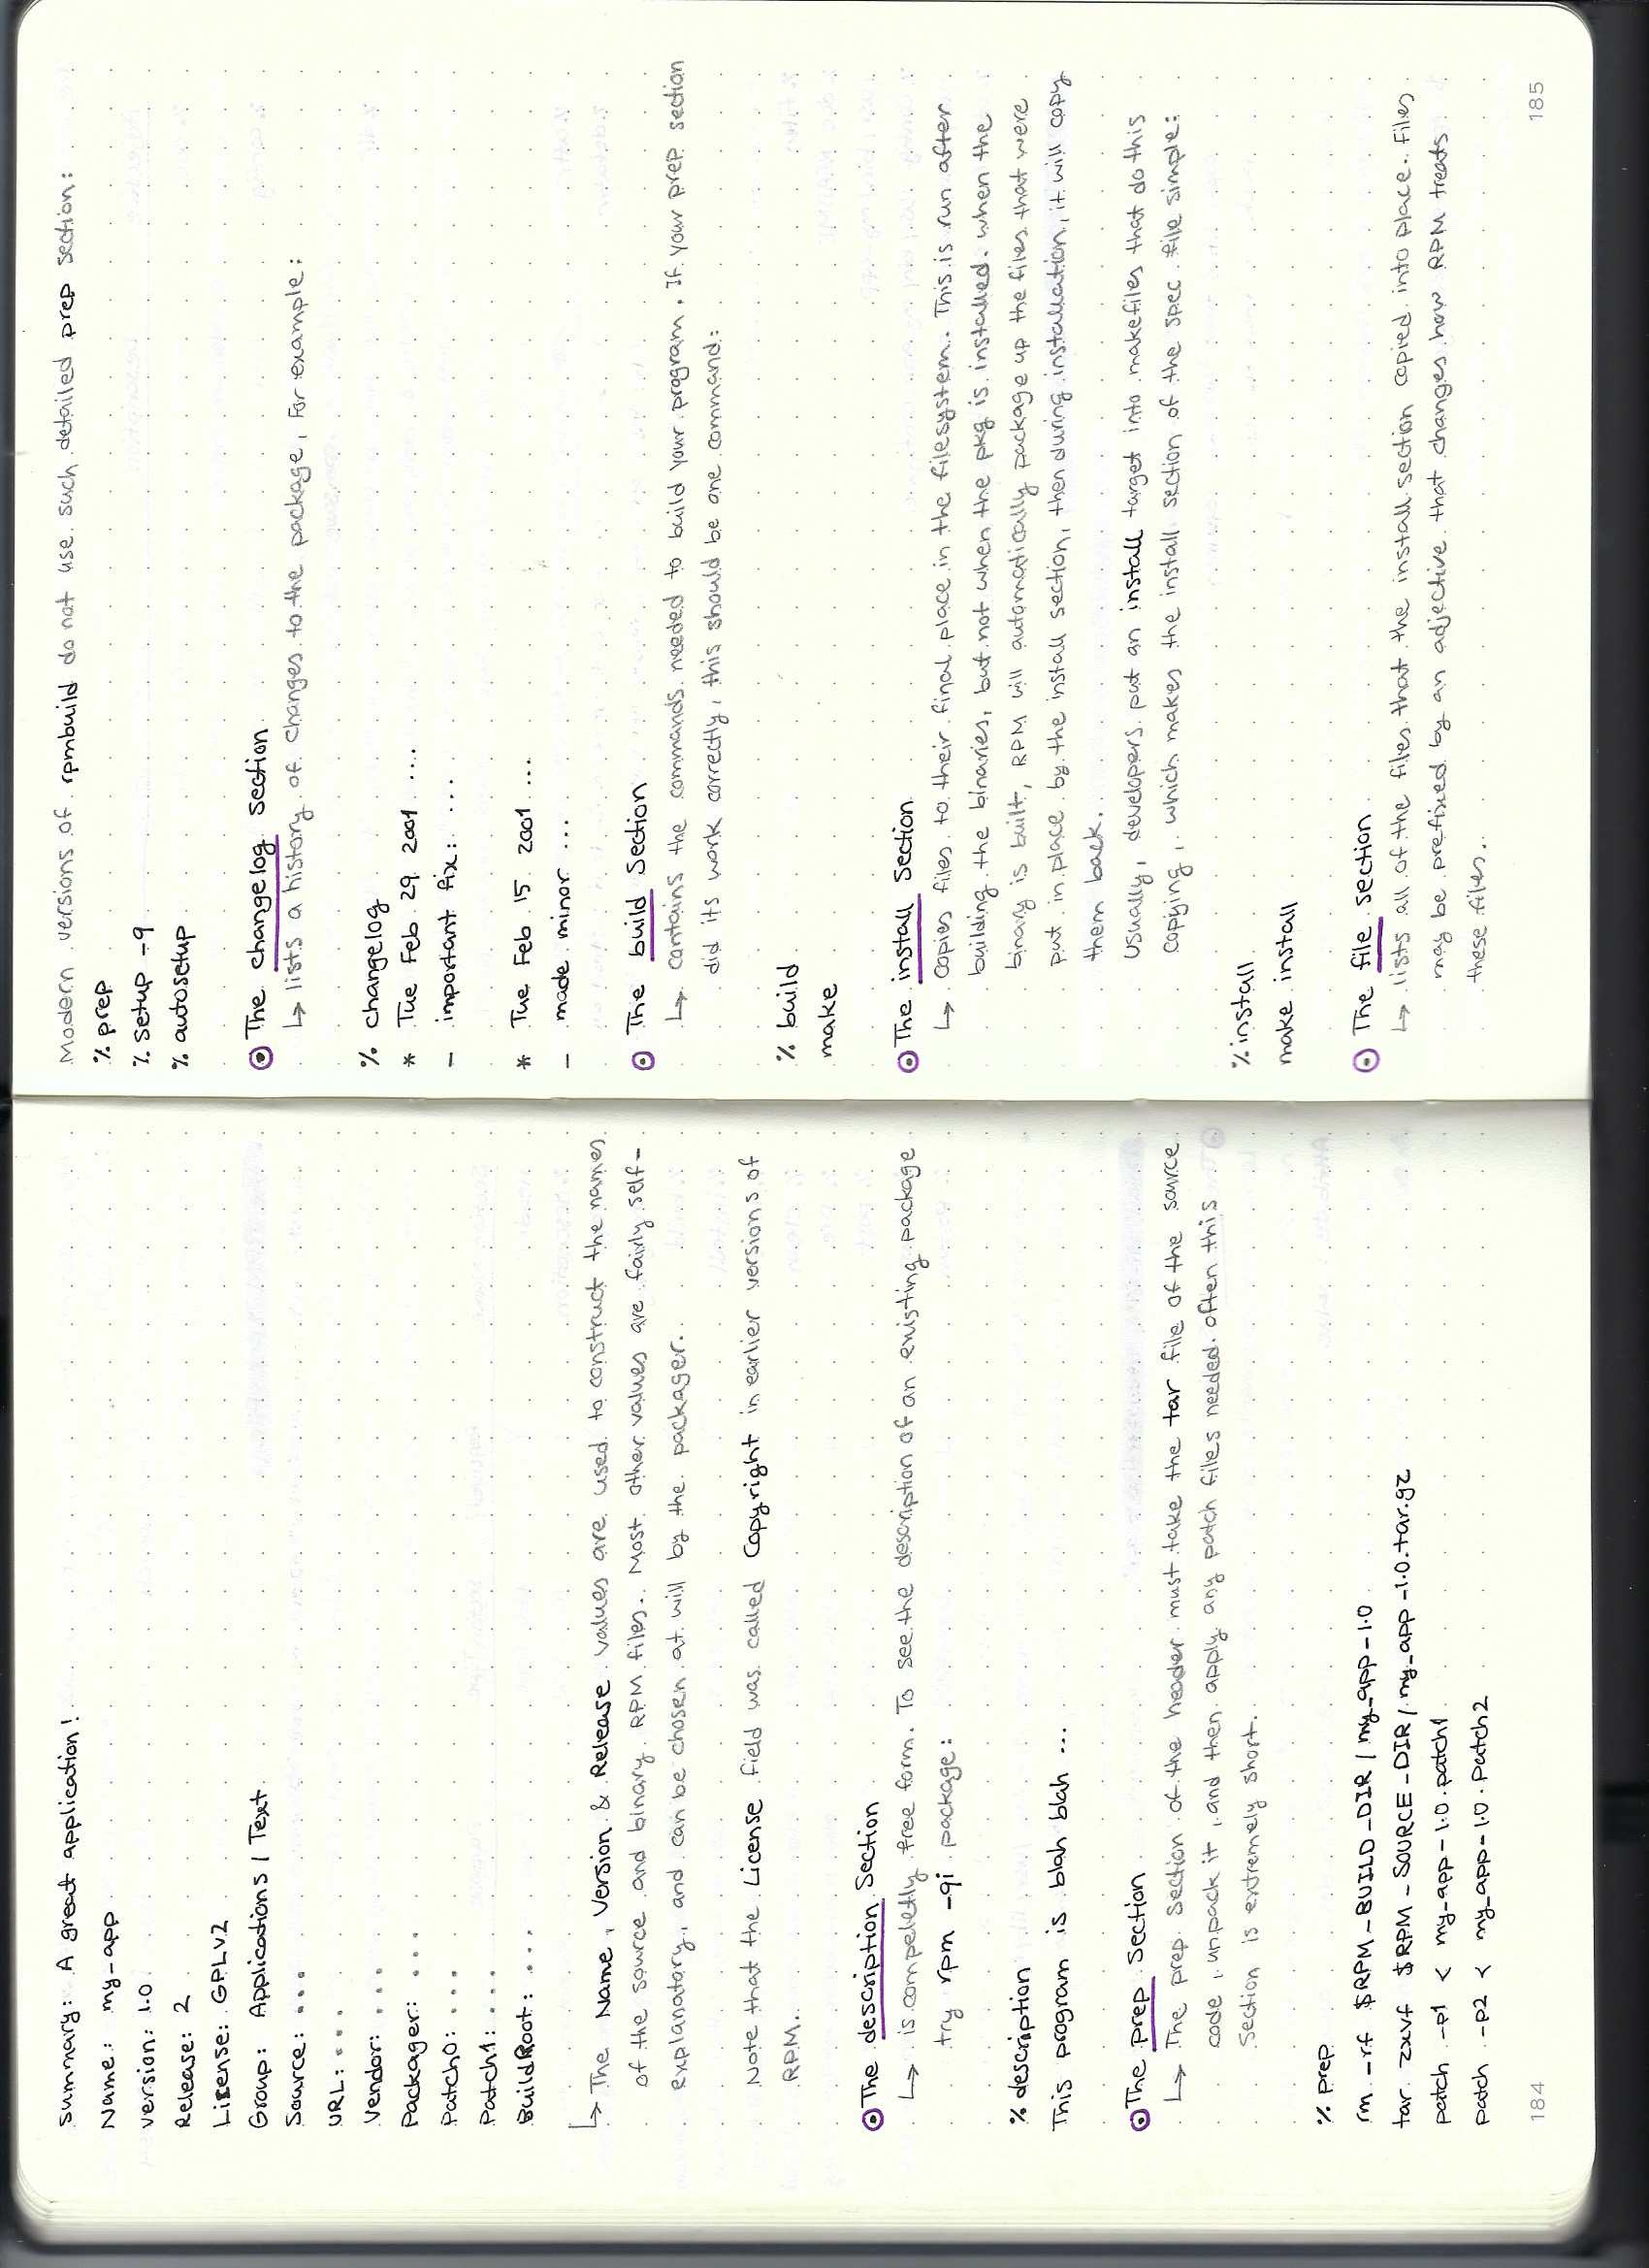 Summary: A great application!
Name: my-app
version: 1.0
Release: 2
License: GPLv2
Group: Applications / Text
Source: ...
URL: ...
Vendor: ...
Packager: ...
Patch0: ...
Patch1: ...
BuildRoot: ...
↳ The Name, Version & Release values are used to construct the names
of the source and binary RPM files. Most other values are fairly self-
explanatory, and can be chosen at will by the packager.
Note that the License field was called Copyright in earlier versions of
RPM.
⊙ The description Section
↳ is completly free form. To see the description of an existing package
try rpm -qi package:
% description
This program is blah blah ...
⊙ The prep Section
↳ The prep section of the header must take the tar file of the source
code, unpack it, and then apply any patch files needed. often this
section is extremely short.
% prep
rm -rf $RPM-BUILD-DIR / my_app-1.0
tar zxvf $RPM-SOURCE-DIR / my_app-1.0.tar.gz
patch -p1 < my-app-1.0.patch1
patch -p2 < my_app-1.0.patch2
184
Modern versions of rpmbuild do not use such detailed prep section:
% prep
% setup -q
% autosetup
⊙ The changelog section
↳ lists a history of changes to the package, For example:
% changelog
* Tue Feb 29 2001 ...
- important fix: ...
* Tue Feb 15 2001 ...
- made minor ...
⊙ The build Section
↳ contains the commands needed to build your program. If your prep section
did its work correctly, this should be one command:
% build
make
⊙ The install Section
↳ copies files to their final place in the filesystem. This is run after
building the binaries, but not when the pkg is installed. when the
binary is built, RPM will automatically package up the files that were
put in place by the install section, then during installation, it will copy
them back.
Usually, developers put an install target into makefiles that do this
copying, which makes the install section of the spec file simple:
% install
make install
⊙ The file section
↳ lists all of the files that the install section copied into place. Files
may be prefixed by an adjective that changes how RPM treats
these files..
185